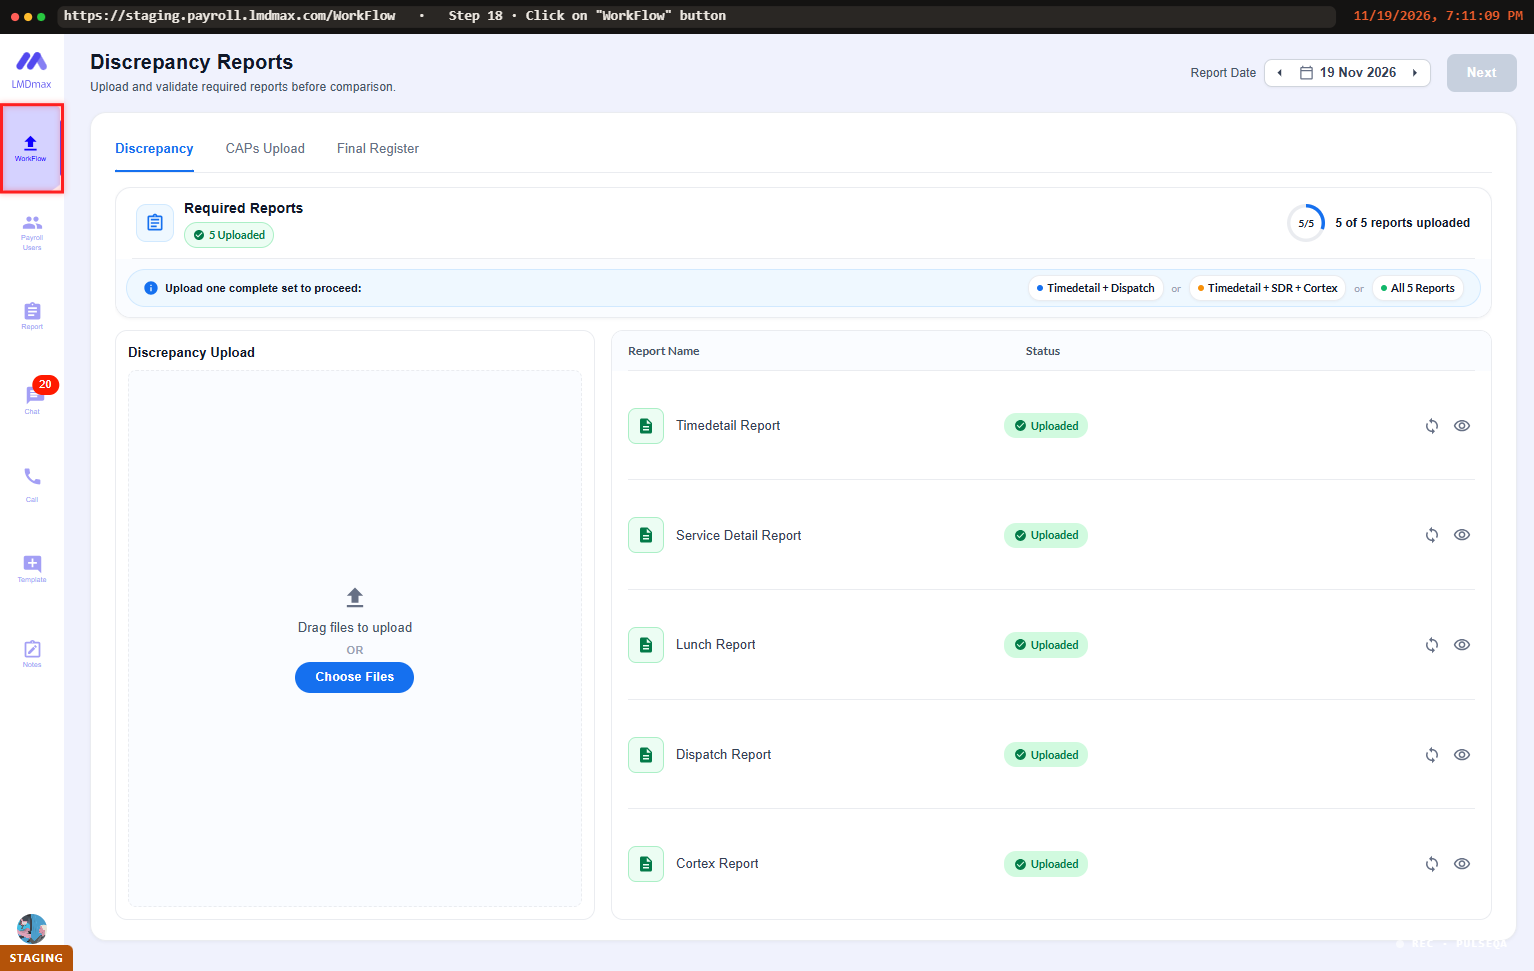 https://staging.payroll.lmdmax.com/WorkFlow • Step 18 · Click on "WorkFlow" button
11/19/2026, 7:11:09 PM
LMDmax
WorkFlow
Payroll
Users
Report
20
Chat
Call
Template
Notes
STAGING
Discrepancy Reports
Upload and validate required reports before comparison.
Report Date
19 Nov 2026
Next
Discrepancy
CAPs Upload
Final Register
Required Reports
5 Uploaded
5/5
5 of 5 reports uploaded
Upload one complete set to proceed:
Timedetail + Dispatch
or
Timedetail + SDR + Cortex
or
All 5 Reports
Discrepancy Upload
Drag files to upload
OR
Choose Files
Report Name
Status
Timedetail Report
Uploaded
Service Detail Report
Uploaded
Lunch Report
Uploaded
Dispatch Report
Uploaded
Cortex Report
Uploaded
REC • PULSEQA